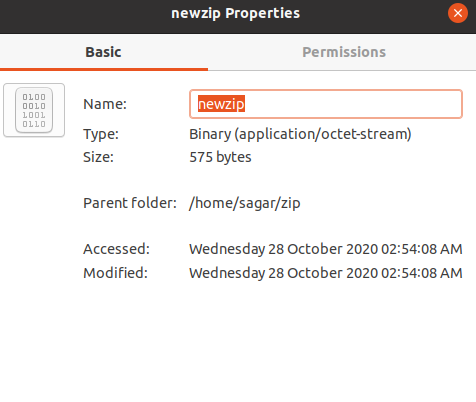 newzip Properties
Basic Permissions
0100
0010
1001
0110
Name: newzip
Type: Binary (application/octet-stream)
Size: 575 bytes
Parent folder: /home/sagar/zip
Accessed: Wednesday 28 October 2020 02:54:08 AM
Modified: Wednesday 28 October 2020 02:54:08 AM